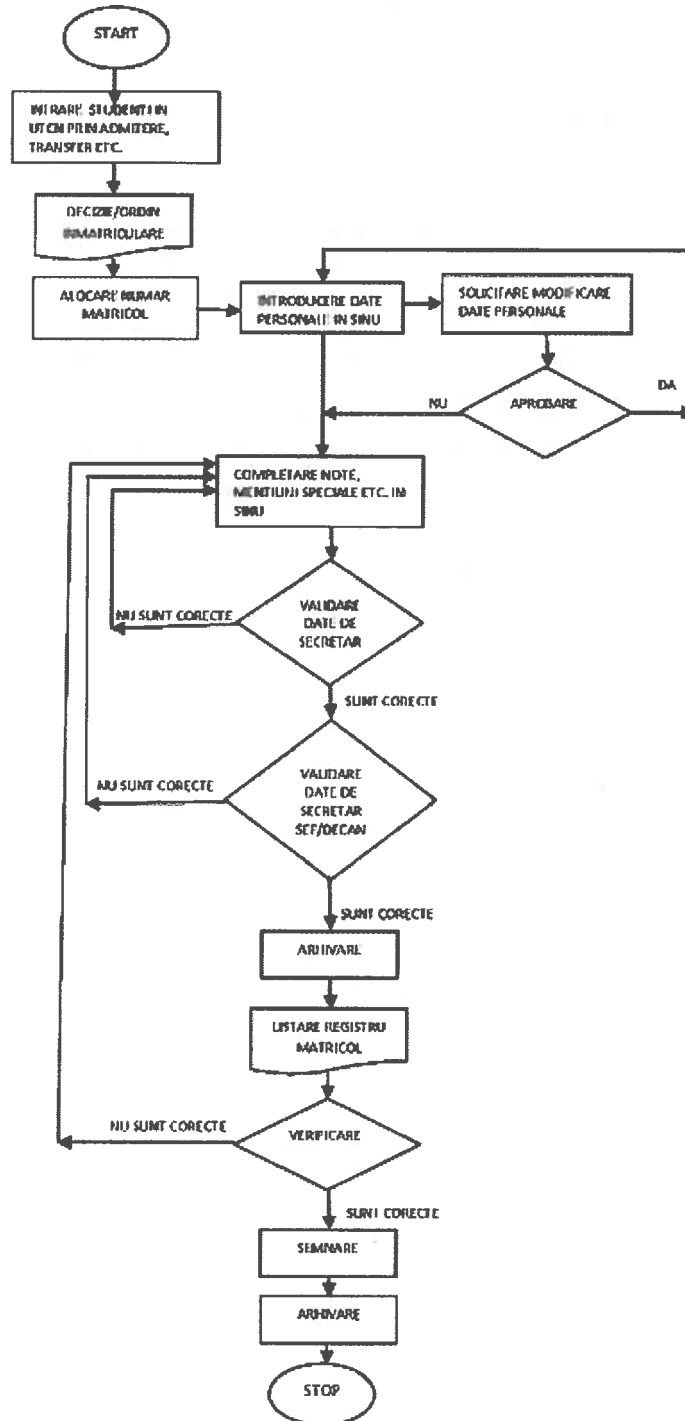 START
INTRARE STUDENTI IN
UTCN PRIN ADMITERE,
TRANSFER ETC.
DECIZIE/ORDIN
INMATRICULARE
ALOCARE NUMAR
MATRICOL
INTRODUCERE DATE
PERSONALE IN SINU
SOLICITARE MODIFICARE
DATE PERSONALE
NU
APROBARE
DA
COMPLETARE NOTE,
MENTIUNI SPECIALE ETC. IN
SINU
NU SUNT CORECTE
VALIDARE
DATE DE
SECRETAR
SUNT CORECTE
NU SUNT CORECTE
VALIDARE
DATE DE
SECRETAR
SEF/DECAN
SUNT CORECTE
ARHIVARE
LISTARE REGISTRU
MATRICOL
NU SUNT CORECTE
VERIFICARE
SUNT CORECTE
SEMNARE
ARHIVARE
STOP